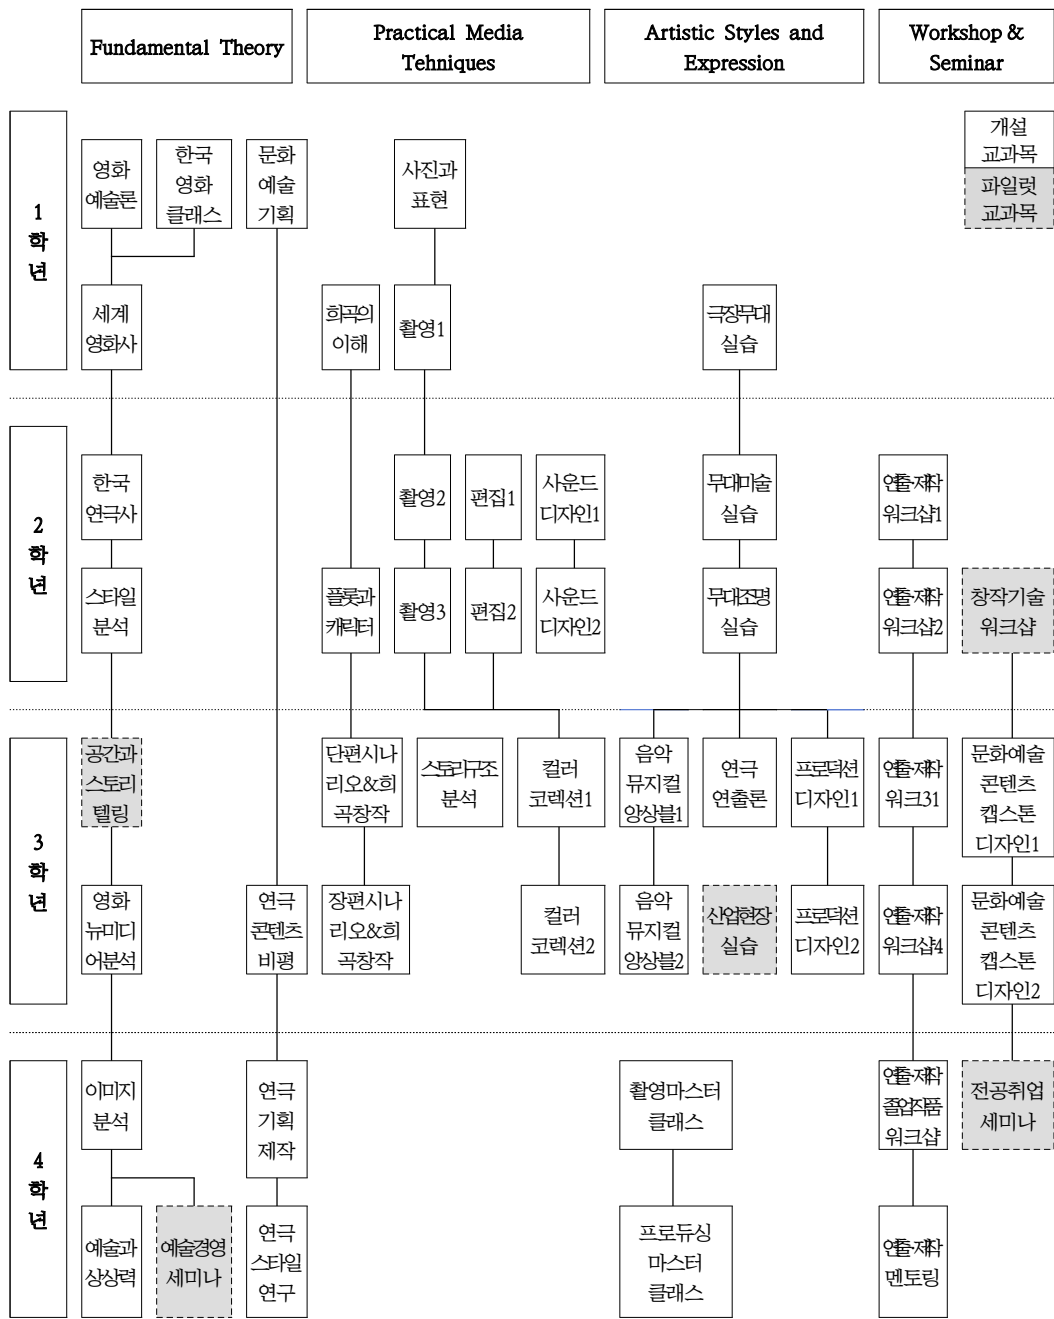 Fundamental Theory
Practical Media
Tehniques
Artistic Styles and
Expression
Workshop &
Seminar
1
학
년
영화
예술론
한국
영화
클래스
문화
예술
기획
사진과
표현
개설
교과목
파일럿
교과목
세계
영화사
희곡의
이해
촬영1
극장무대
실습
2
학
년
한국
연극사
촬영2
편집1
사운드
디자인1
무대미술
실습
연출·제작
워크샵1
스타일
분석
플롯과
캐릭터
촬영3
편집2
사운드
디자인2
무대조명
실습
연출·제작
워크샵2
창작기술
워크샵
3
학
년
공간과
스토리
텔링
단편시나
리오&희
곡창작
스토리구조
분석
컬러
코렉션1
음악
뮤지컬
앙상블1
연극
연출론
프로덕션
디자인1
연출·제작
워크31
문화예술
콘텐츠
캡스톤
디자인1
영화
뉴미디
어분석
연극
콘텐츠
비평
장편시나
리오&희
곡창작
컬러
코렉션2
음악
뮤지컬
앙상블2
산업현장
실습
프로덕션
디자인2
연출·제작
워크샵4
문화예술
콘텐츠
캡스톤
디자인2
4
학
년
이미지
분석
연극
기획
제작
촬영마스터
클래스
연출·제작
졸업작품
워크샵
전공취업
세미나
예술과
상상력
예술경영
세미나
연극
스타일
연구
프로듀싱
마스터
클래스
연출·제작
멘토링